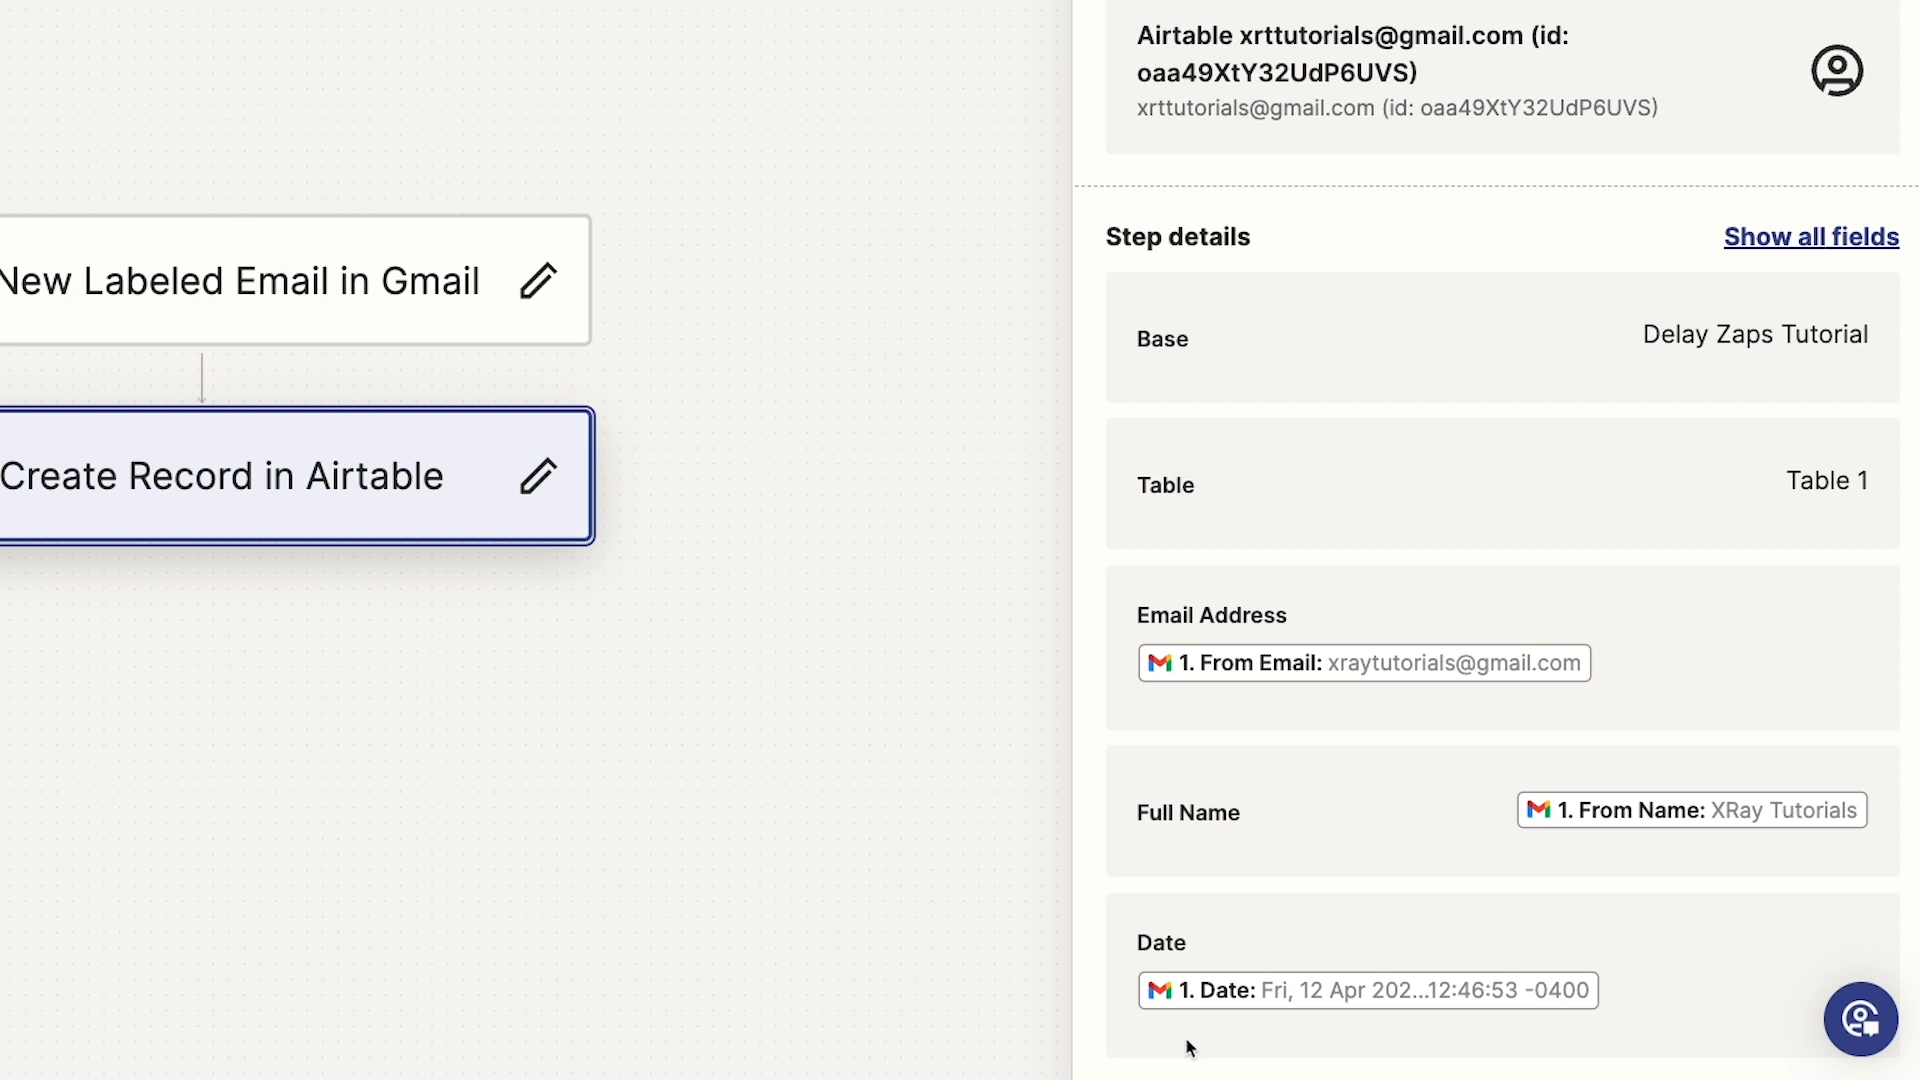 New Labeled Email in Gmail
Create Record in Airtable
Airtable xrttutorials@gmail.com (id:
oaa49XtY32UdP6UVS)
xrttutorials@gmail.com (id: oaa49XtY32UdP6UVS)
Step details
Show all fields
Base
Delay Zaps Tutorial
Table
Table 1
Email Address
1. From Email: xraytutorials@gmail.com
Full Name
1. From Name: XRay Tutorials
Date
1. Date: Fri, 12 Apr 202...12:46:53 -0400